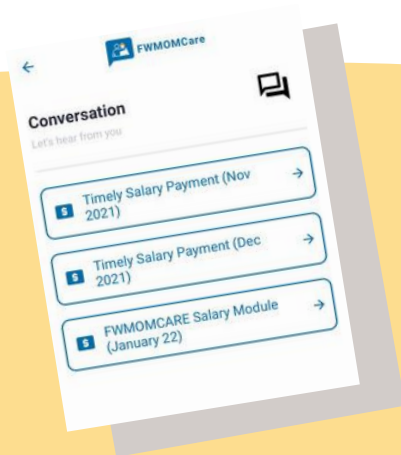 FWMOMCare
Conversation
Let's hear from you
Timely Salary Payment (Nov
2021)
Timely Salary Payment (Dec
2021)
FWMOMCARE Salary Module
(January 22)